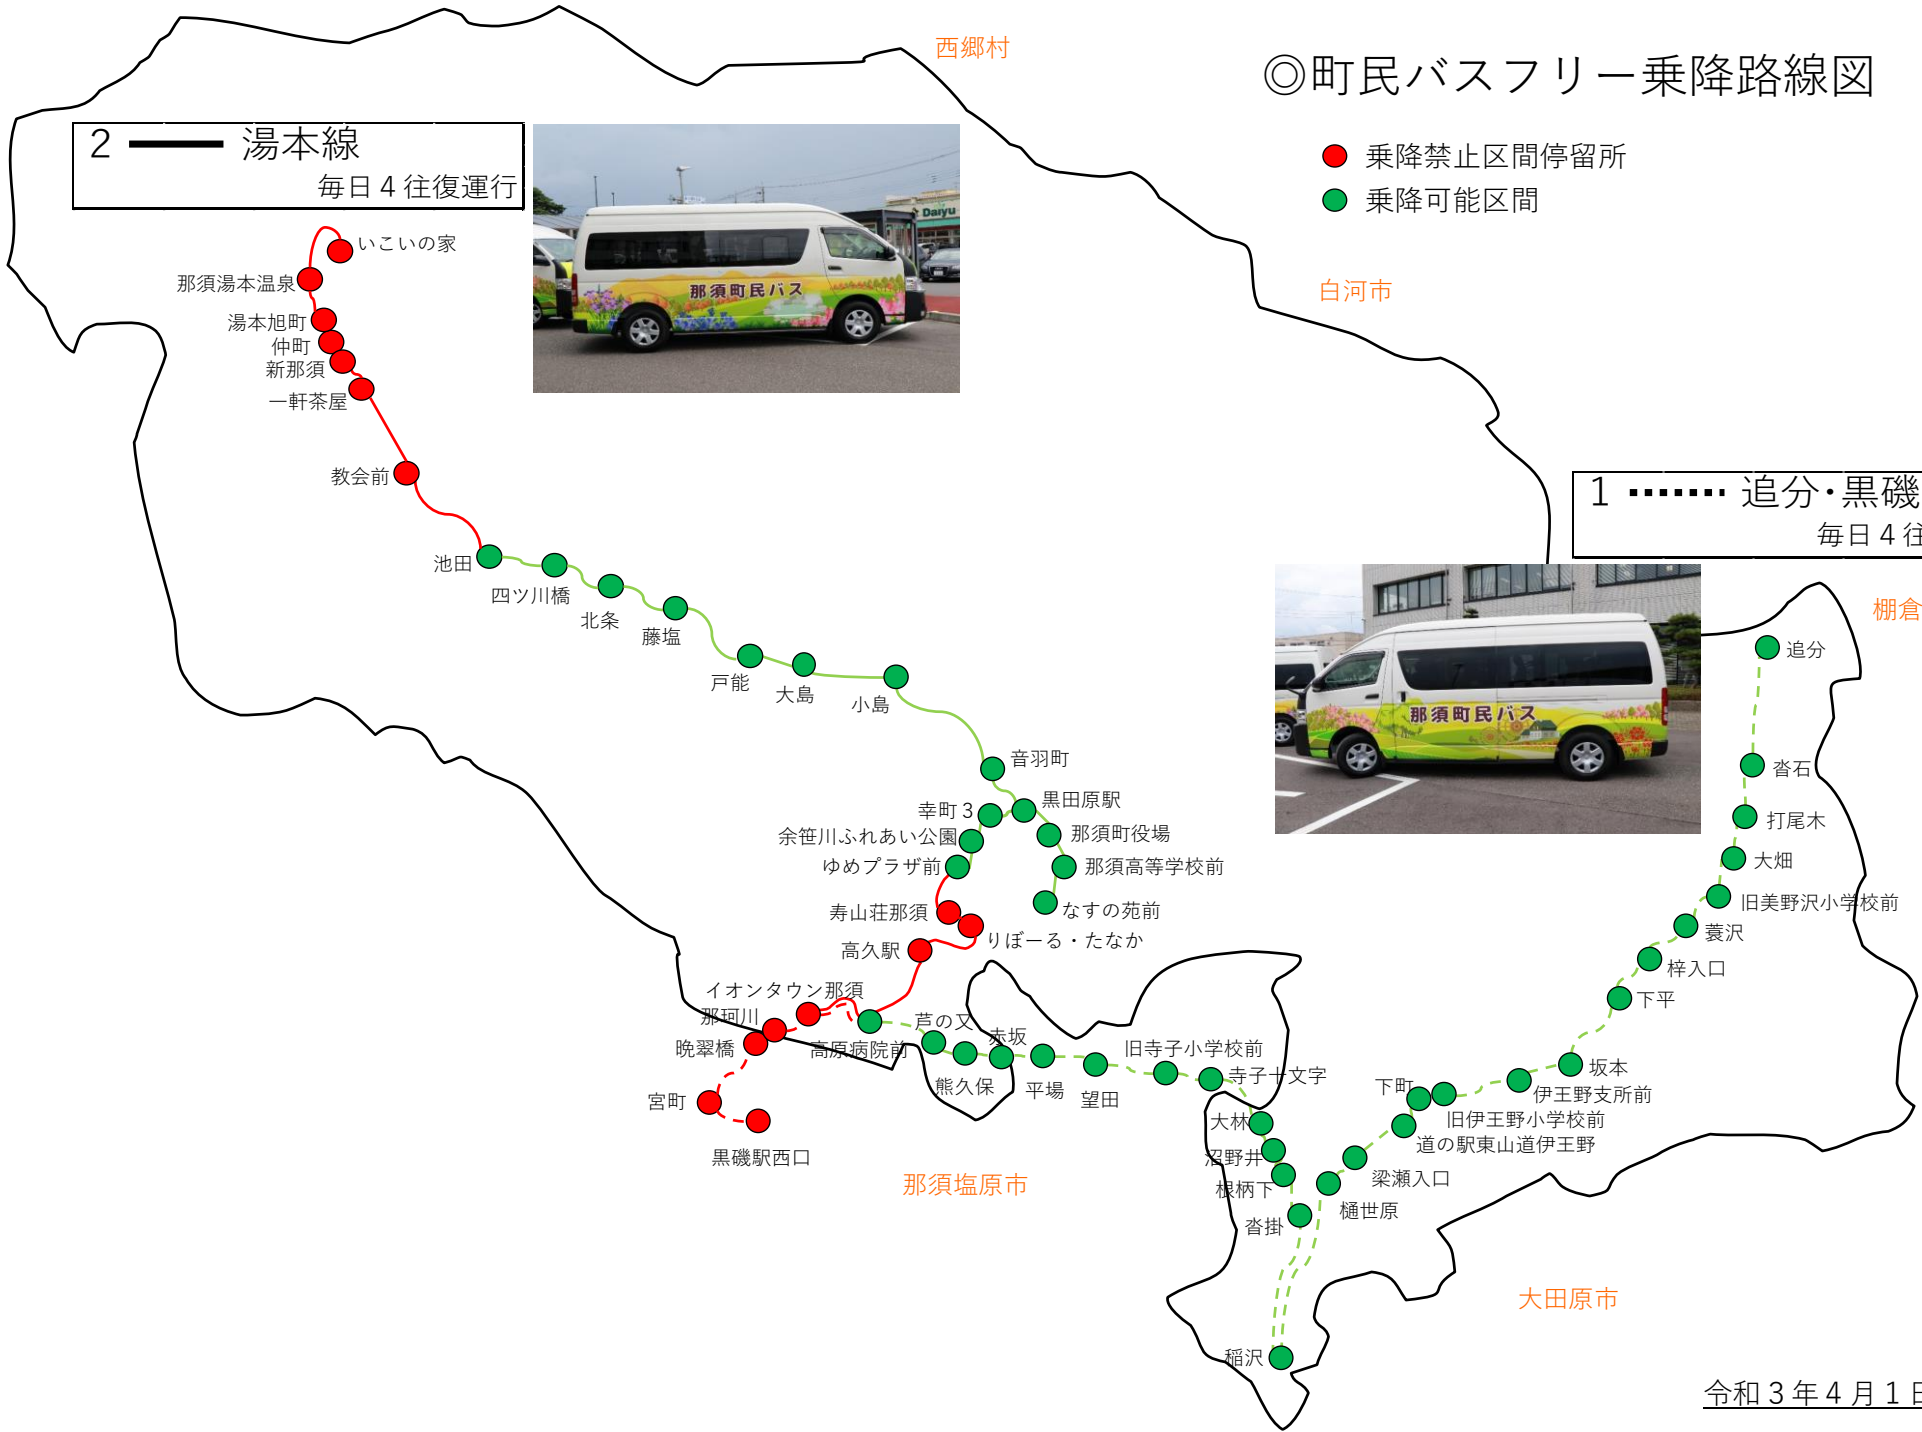 ◎町民バスフリー乗降路線図
乗降禁止区間停留所
乗降可能区間
西郷村
白河市
棚倉
那須塩原市
大田原市
2 湯本線
毎日4往復運行
Daiyu
那須町民バス
いこいの家
那須湯本温泉
湯本旭町
仲町
新那須
一軒茶屋
教会前
池田
四ツ川橋
北条
藤塩
戸能
大島
小島
音羽町
黒田原駅
幸町3
那須町役場
余笹川ふれあい公園
那須高等学校前
ゆめプラザ前
なすの苑前
寿山荘那須
りぼーる・たなか
高久駅
イオンタウン那須
那珂川
晩翠橋
宮町
黒磯駅西口
1 追分・黒磯
毎日4往
那須町民バス
追分
沓石
打尾木
大畑
旧美野沢小学校前
蓑沢
梓入口
下平
坂本
伊王野支所前
旧伊王野小学校前
下町
道の駅東山道伊王野
梁瀬入口
樋世原
稲沢
沓掛
根柄下
沼野井
大林
寺子十文字
旧寺子小学校前
望田
平場
赤坂
熊久保
芦の又
高原病院前
令和3年4月1日